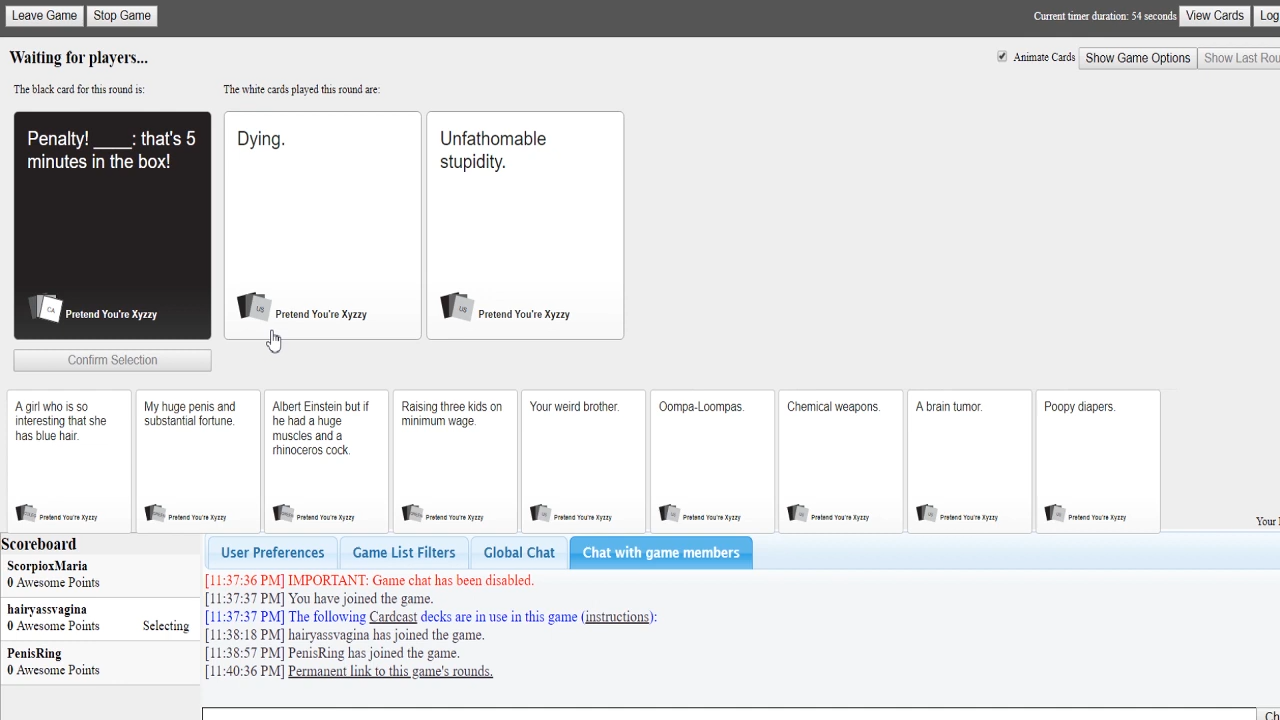 Leave Game Stop Game
Current timer duration: 54 seconds View Cards Log
Waiting for players...
Animate Cards Show Game Options Show Last Rou
The black card for this round is:
The white cards played this round are:
Penalty! ____: that's 5
minutes in the box!
CA Pretend You're Xyzzy
Dying.
US Pretend You're Xyzzy
Unfathomable
stupidity.
US Pretend You're Xyzzy
Confirm Selection
A girl who is so
interesting that she
has blue hair.
Pretend You're Xyzzy
My huge penis and
substantial fortune.
Pretend You're Xyzzy
Albert Einstein but if
he had a huge
muscles and a
rhinoceros cock.
Pretend You're Xyzzy
Raising three kids on
minimum wage.
Pretend You're Xyzzy
Your weird brother.
Pretend You're Xyzzy
Oompa-Loompas.
Pretend You're Xyzzy
Chemical weapons.
Pretend You're Xyzzy
A brain tumor.
Pretend You're Xyzzy
Poopy diapers.
Pretend You're Xyzzy
Your
Scoreboard
ScorpioxMaria
0 Awesome Points
hairyassvagina
0 Awesome Points Selecting
PenisRing
0 Awesome Points
User Preferences Game List Filters Global Chat Chat with game members
[11:37:36 PM] IMPORTANT: Game chat has been disabled.
[11:37:37 PM] You have joined the game.
[11:37:37 PM] The following Cardcast decks are in use in this game (instructions):
[11:38:18 PM] hairyassvagina has joined the game.
[11:38:57 PM] PenisRing has joined the game.
[11:40:36 PM] Permanent link to this game's rounds.
Ch